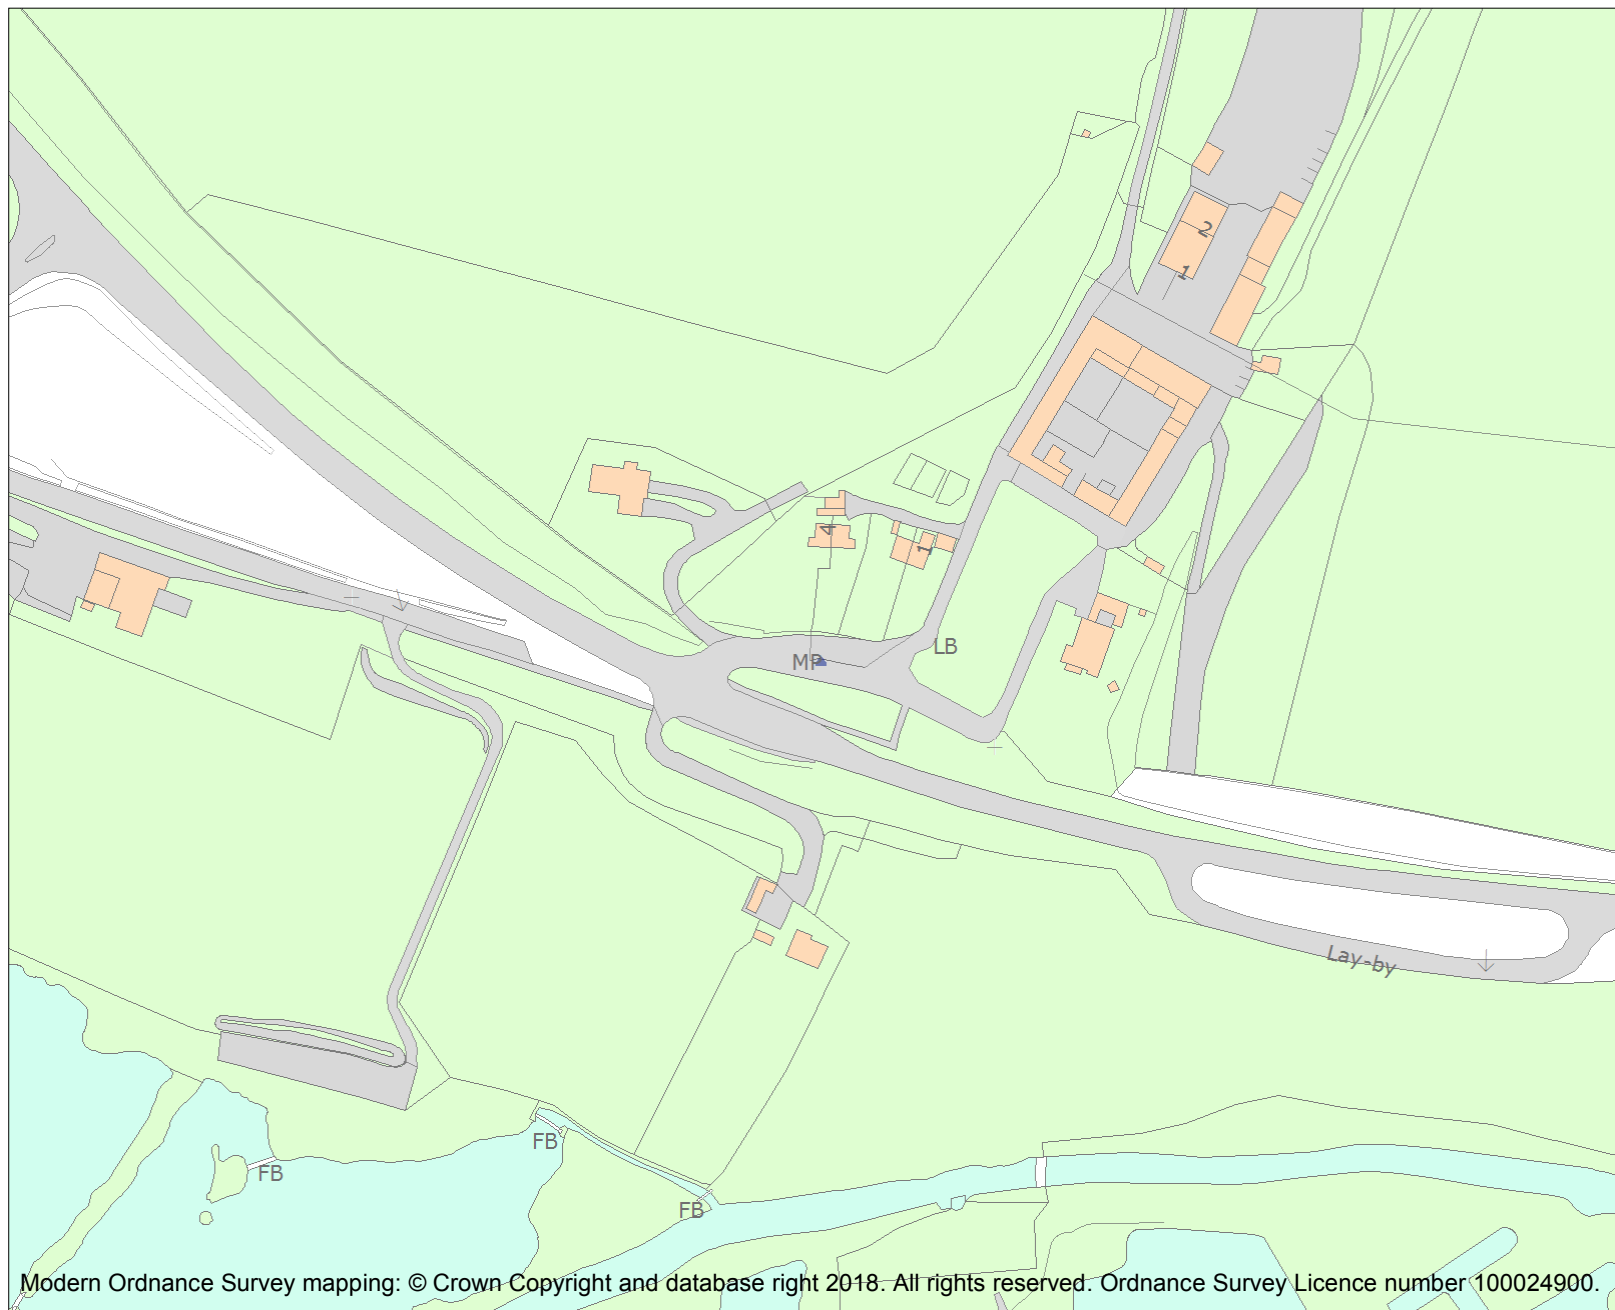 2
1
4
1
LB
MP
Lay-by
FB
FB
FB
Modern Ordnance Survey mapping: © Crown Copyright and database right 2018. All rights reserved. Ordnance Survey Licence number 100024900.